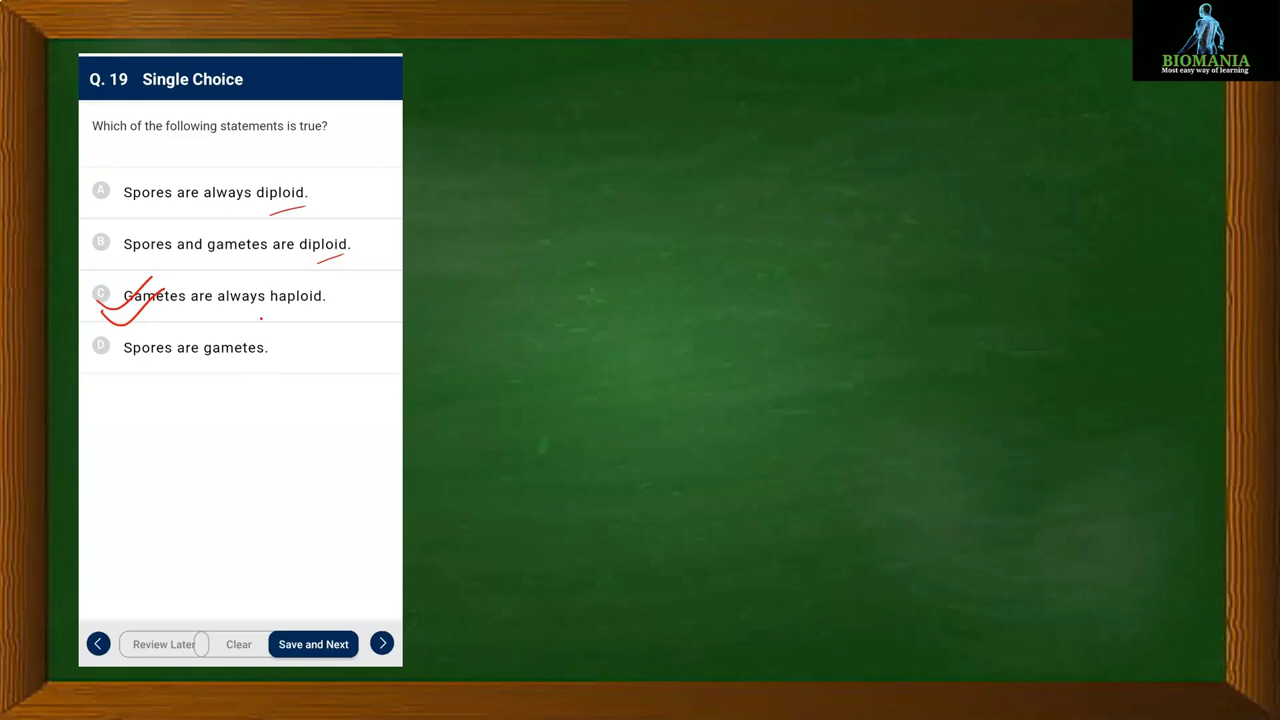 BIOMANIA
Most easy way of learning
Q. 19 Single Choice
Which of the following statements is true?
A Spores are always diploid.
B Spores and gametes are diploid.
C Gametes are always haploid.
D Spores are gametes.
Review Later Clear Save and Next